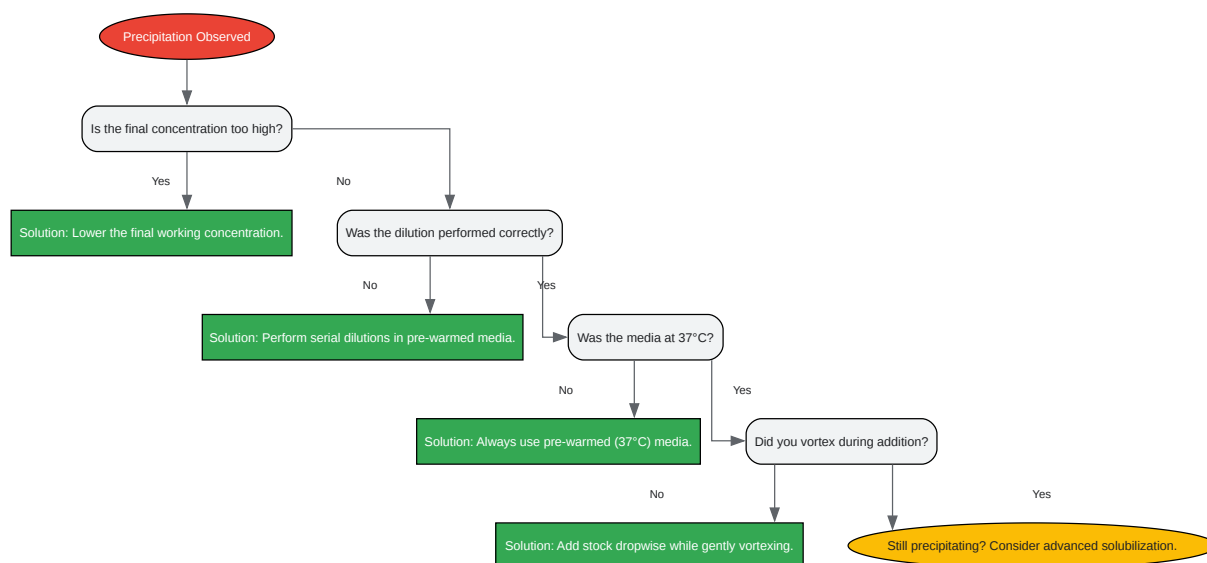 Precipitation Observed
Is the final concentration too high?
Yes
No
Solution: Lower the final working concentration.
Was the dilution performed correctly?
No
Yes
Solution: Perform serial dilutions in pre-warmed media.
Was the media at 37°C?
No
Yes
Solution: Always use pre-warmed (37°C) media.
Did you vortex during addition?
No
Yes
Solution: Add stock dropwise while gently vortexing.
Still precipitating? Consider advanced solubilization.